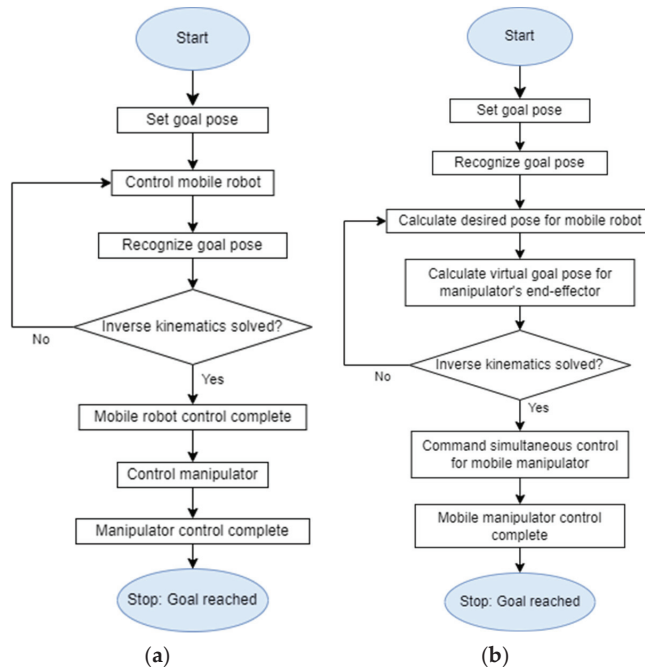 Start
Set goal pose
Control mobile robot
Recognize goal pose
Inverse kinematics solved?
No
Yes
Mobile robot control complete
Control manipulator
Manipulator control complete
Stop: Goal reached
(a)
Start
Set goal pose
Recognize goal pose
Calculate desired pose for mobile robot
Calculate virtual goal pose for
manipulator's end-effector
Inverse kinematics solved?
No
Yes
Command simultaneous control
for mobile manipulator
Mobile manipulator control
complete
Stop: Goal reached
(b)